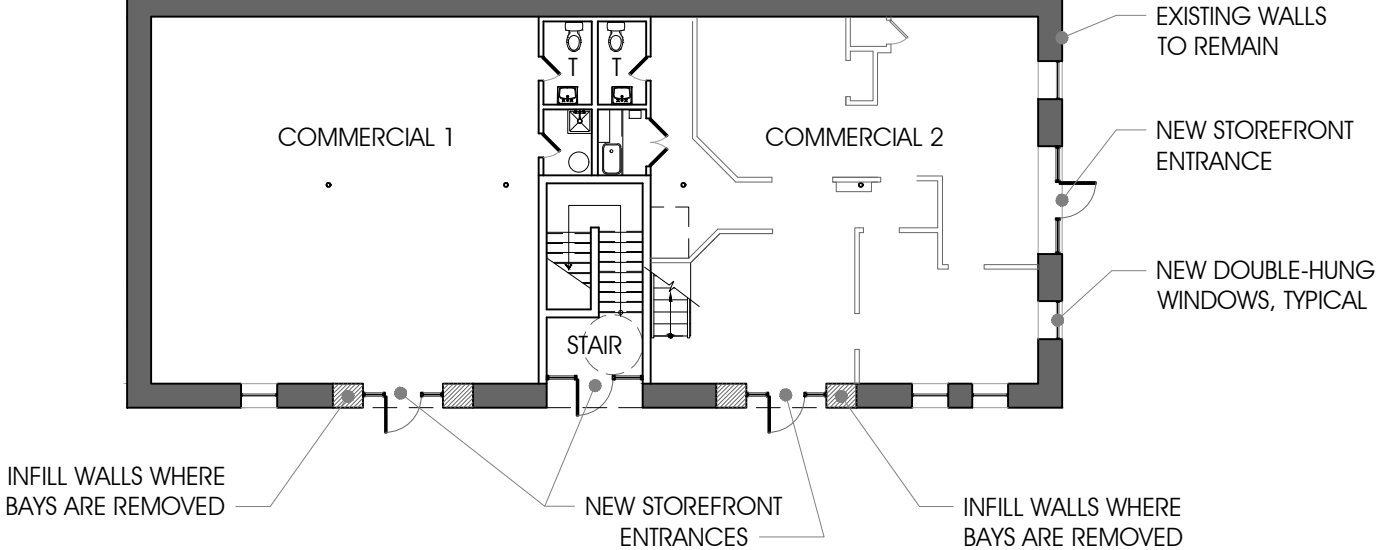 EXISTING WALLS
TO REMAIN
COMMERCIAL 1
COMMERCIAL 2
NEW STOREFRONT
ENTRANCE
NEW DOUBLE-HUNG
WINDOWS, TYPICAL
STAIR
INFILL WALLS WHERE
BAYS ARE REMOVED
NEW STOREFRONT
ENTRANCES
INFILL WALLS WHERE
BAYS ARE REMOVED